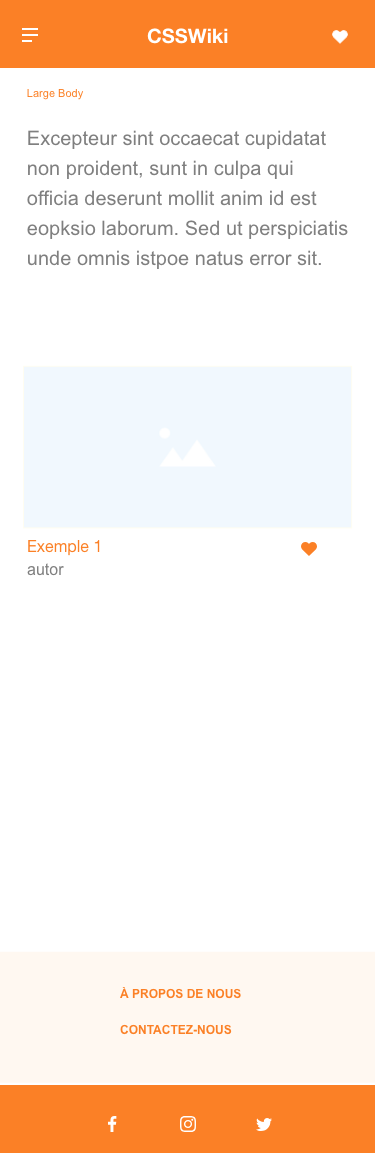 CSSWiki
Large Body
Excepteur sint occaecat cupidatat
non proident, sunt in culpa qui
officia deserunt mollit anim id est
eopksio laborum. Sed ut perspiciatis
unde omnis istpoe natus error sit.
Exemple 1
autor
À PROPOS DE NOUS
CONTACTEZ-NOUS